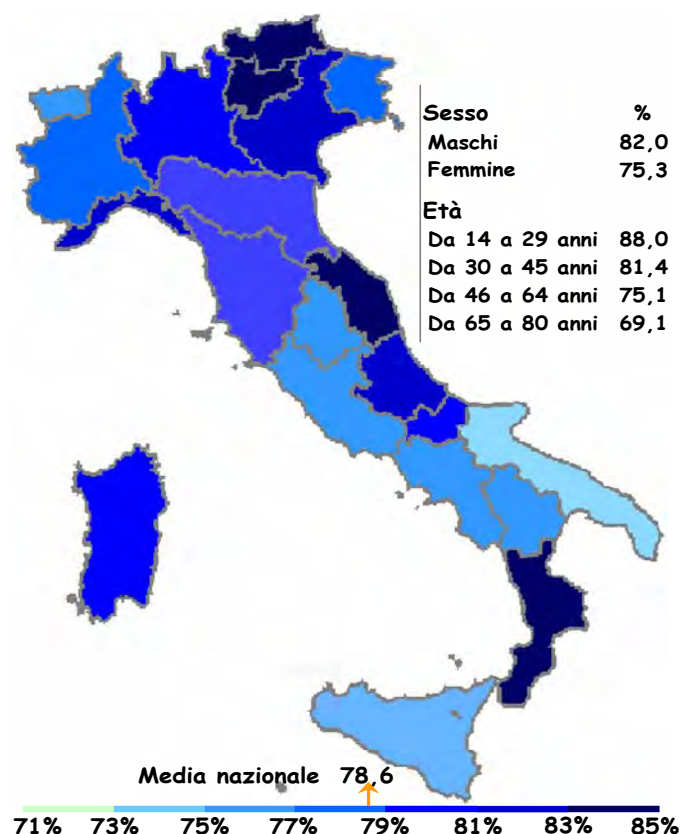 Sesso %
Maschi 82,0
Femmine 75,3
Età
Da 14 a 29 anni 88,0
Da 30 a 45 anni 81,4
Da 46 a 64 anni 75,1
Da 65 a 80 anni 69,1
Media nazionale 78,6
71% 73% 75% 77% 79% 81% 83% 85%